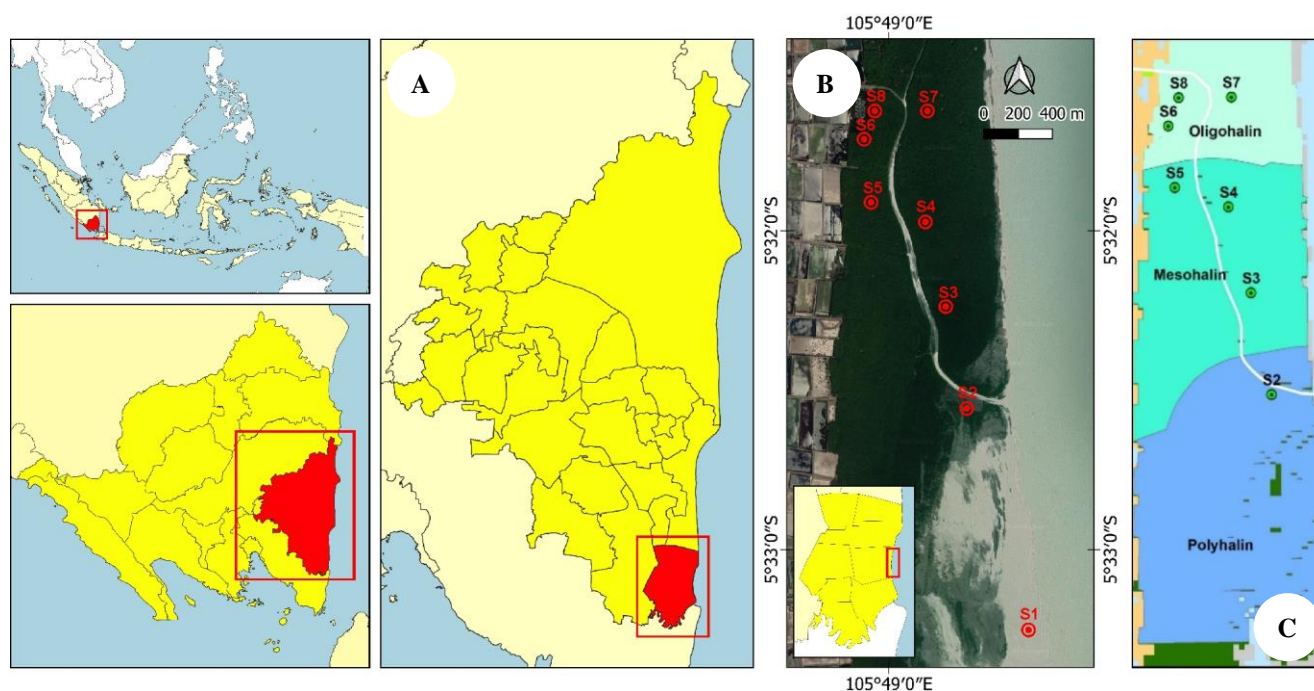 A
105°49'0"E
B
0 200 400 m
S8
S7
S6
S5
S4
S3
S2
S1
5°32'0"S
5°33'0"S
105°49'0"E
S8
S7
S6
Oligohalin
S5
S4
Mesohalin
S3
S2
Polyhalin
5°32'0"S
5°33'0"S
C